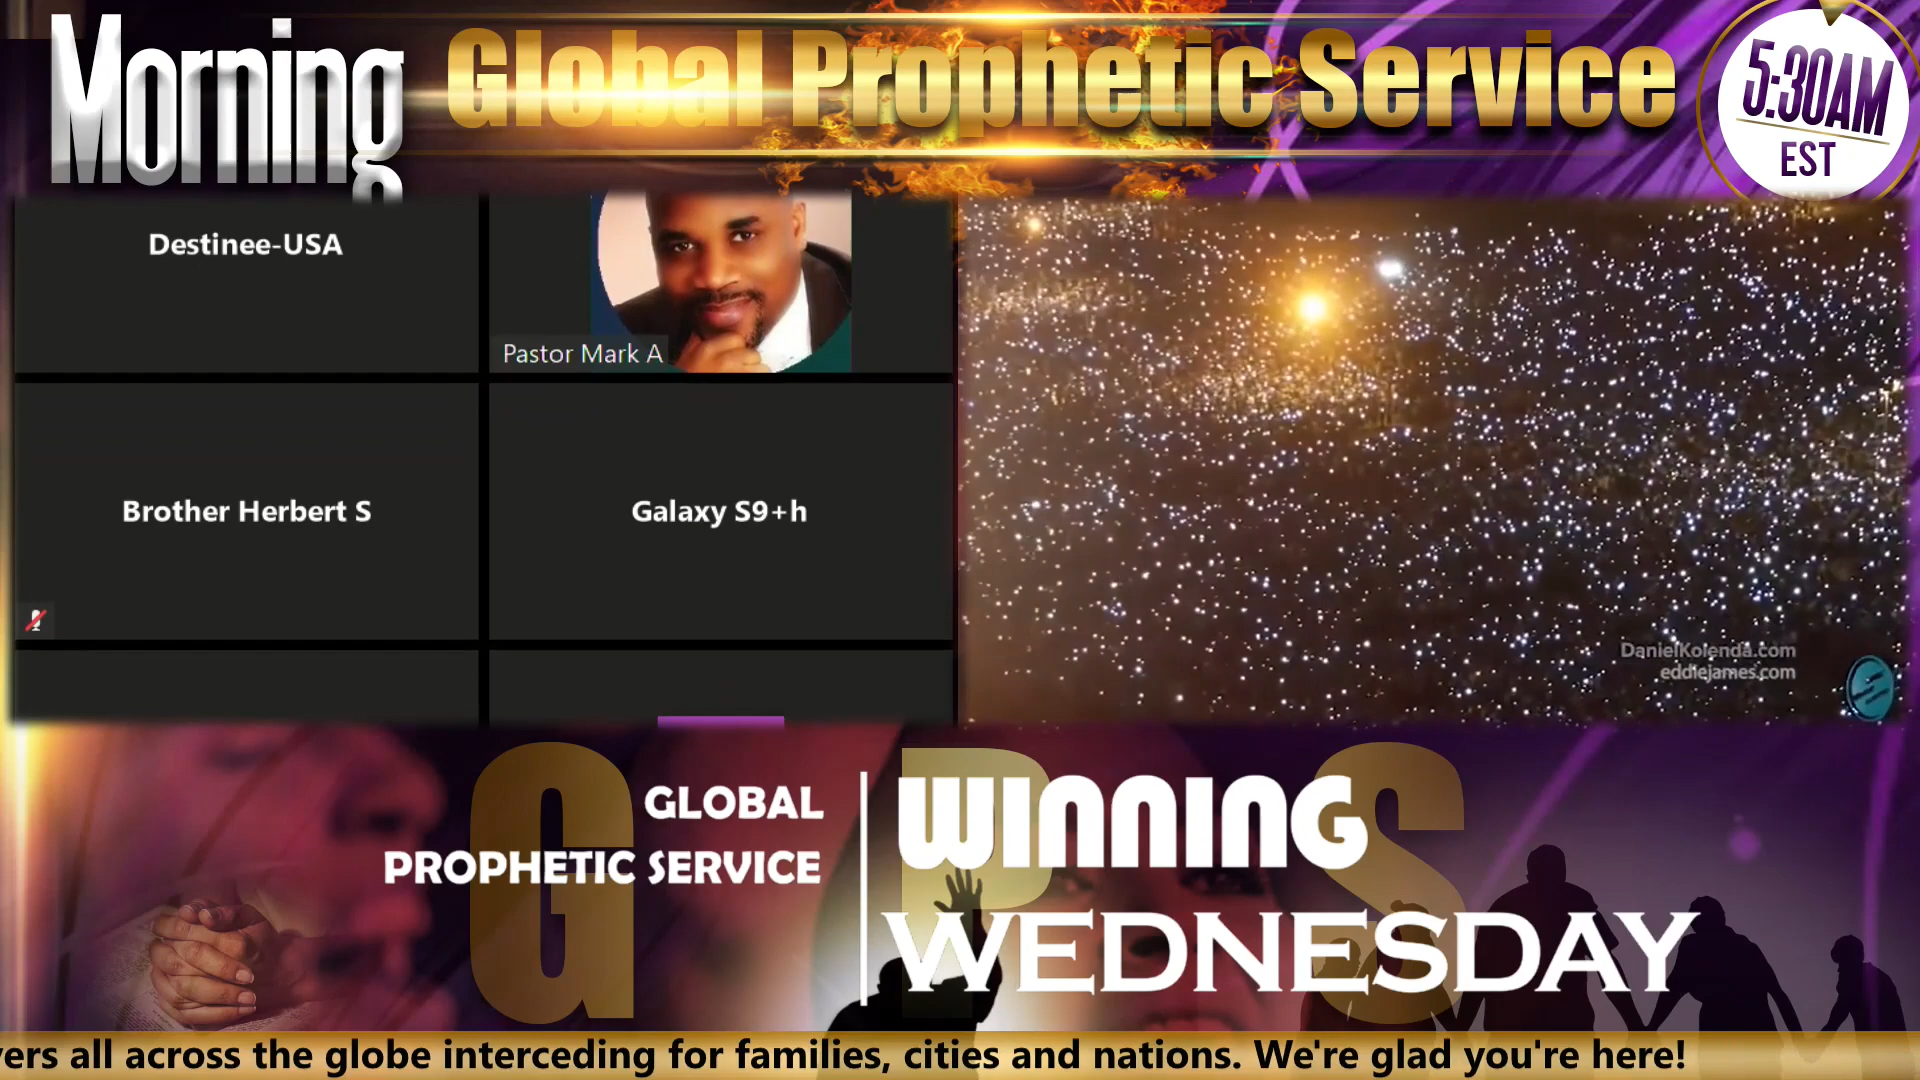 Morning
Global Prophetic Service
5:30AM
EST
Destinee-USA
Pastor Mark A
Brother Herbert S
Galaxy S9+h
DanielKolenda.com
eddiejames.com
GPS
GLOBAL
PROPHETIC SERVICE
WINNING
WEDNESDAY
all across the globe interceding for families, cities and nations. We're glad you're here!